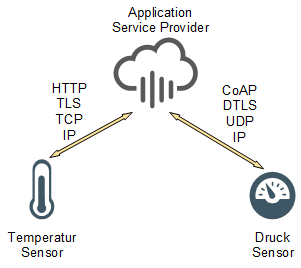 Application
Service Provider
HTTP
TLS
TCP
IP
CoAP
DTLS
UDP
IP
Temperatur
Sensor
Druck
Sensor